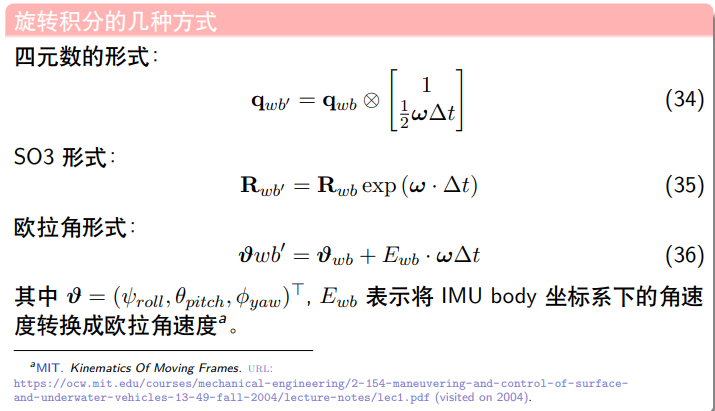 旋转积分的几种方式
四元数的形式：
$\mathbf{q}_{wb'} = \mathbf{q}_{wb} \otimes \begin{bmatrix} 1 \\ \frac{1}{2}\boldsymbol{\omega}\Delta t \end{bmatrix}$ (34)
SO3 形式：
$\mathbf{R}_{wb'} = \mathbf{R}_{wb} \exp(\boldsymbol{\omega} \cdot \Delta t)$ (35)
欧拉角形式：
$\boldsymbol{\vartheta}wb' = \boldsymbol{\vartheta}_{wb} + E_{wb} \cdot \boldsymbol{\omega}\Delta t$ (36)
其中 $\boldsymbol{\vartheta} = (\psi_{roll}, \theta_{pitch}, \phi_{yaw})^\top$, $E_{wb}$ 表示将 IMU body 坐标系下的角速
度转换成欧拉角速度$^a$。
$^a$MIT. Kinematics Of Moving Frames. URL:
https://ocw.mit.edu/courses/mechanical-engineering/2-154-maneuvering-and-control-of-surface-
and-underwater-vehicles-13-49-fall-2004/lecture-notes/lec1.pdf (visited on 2004).